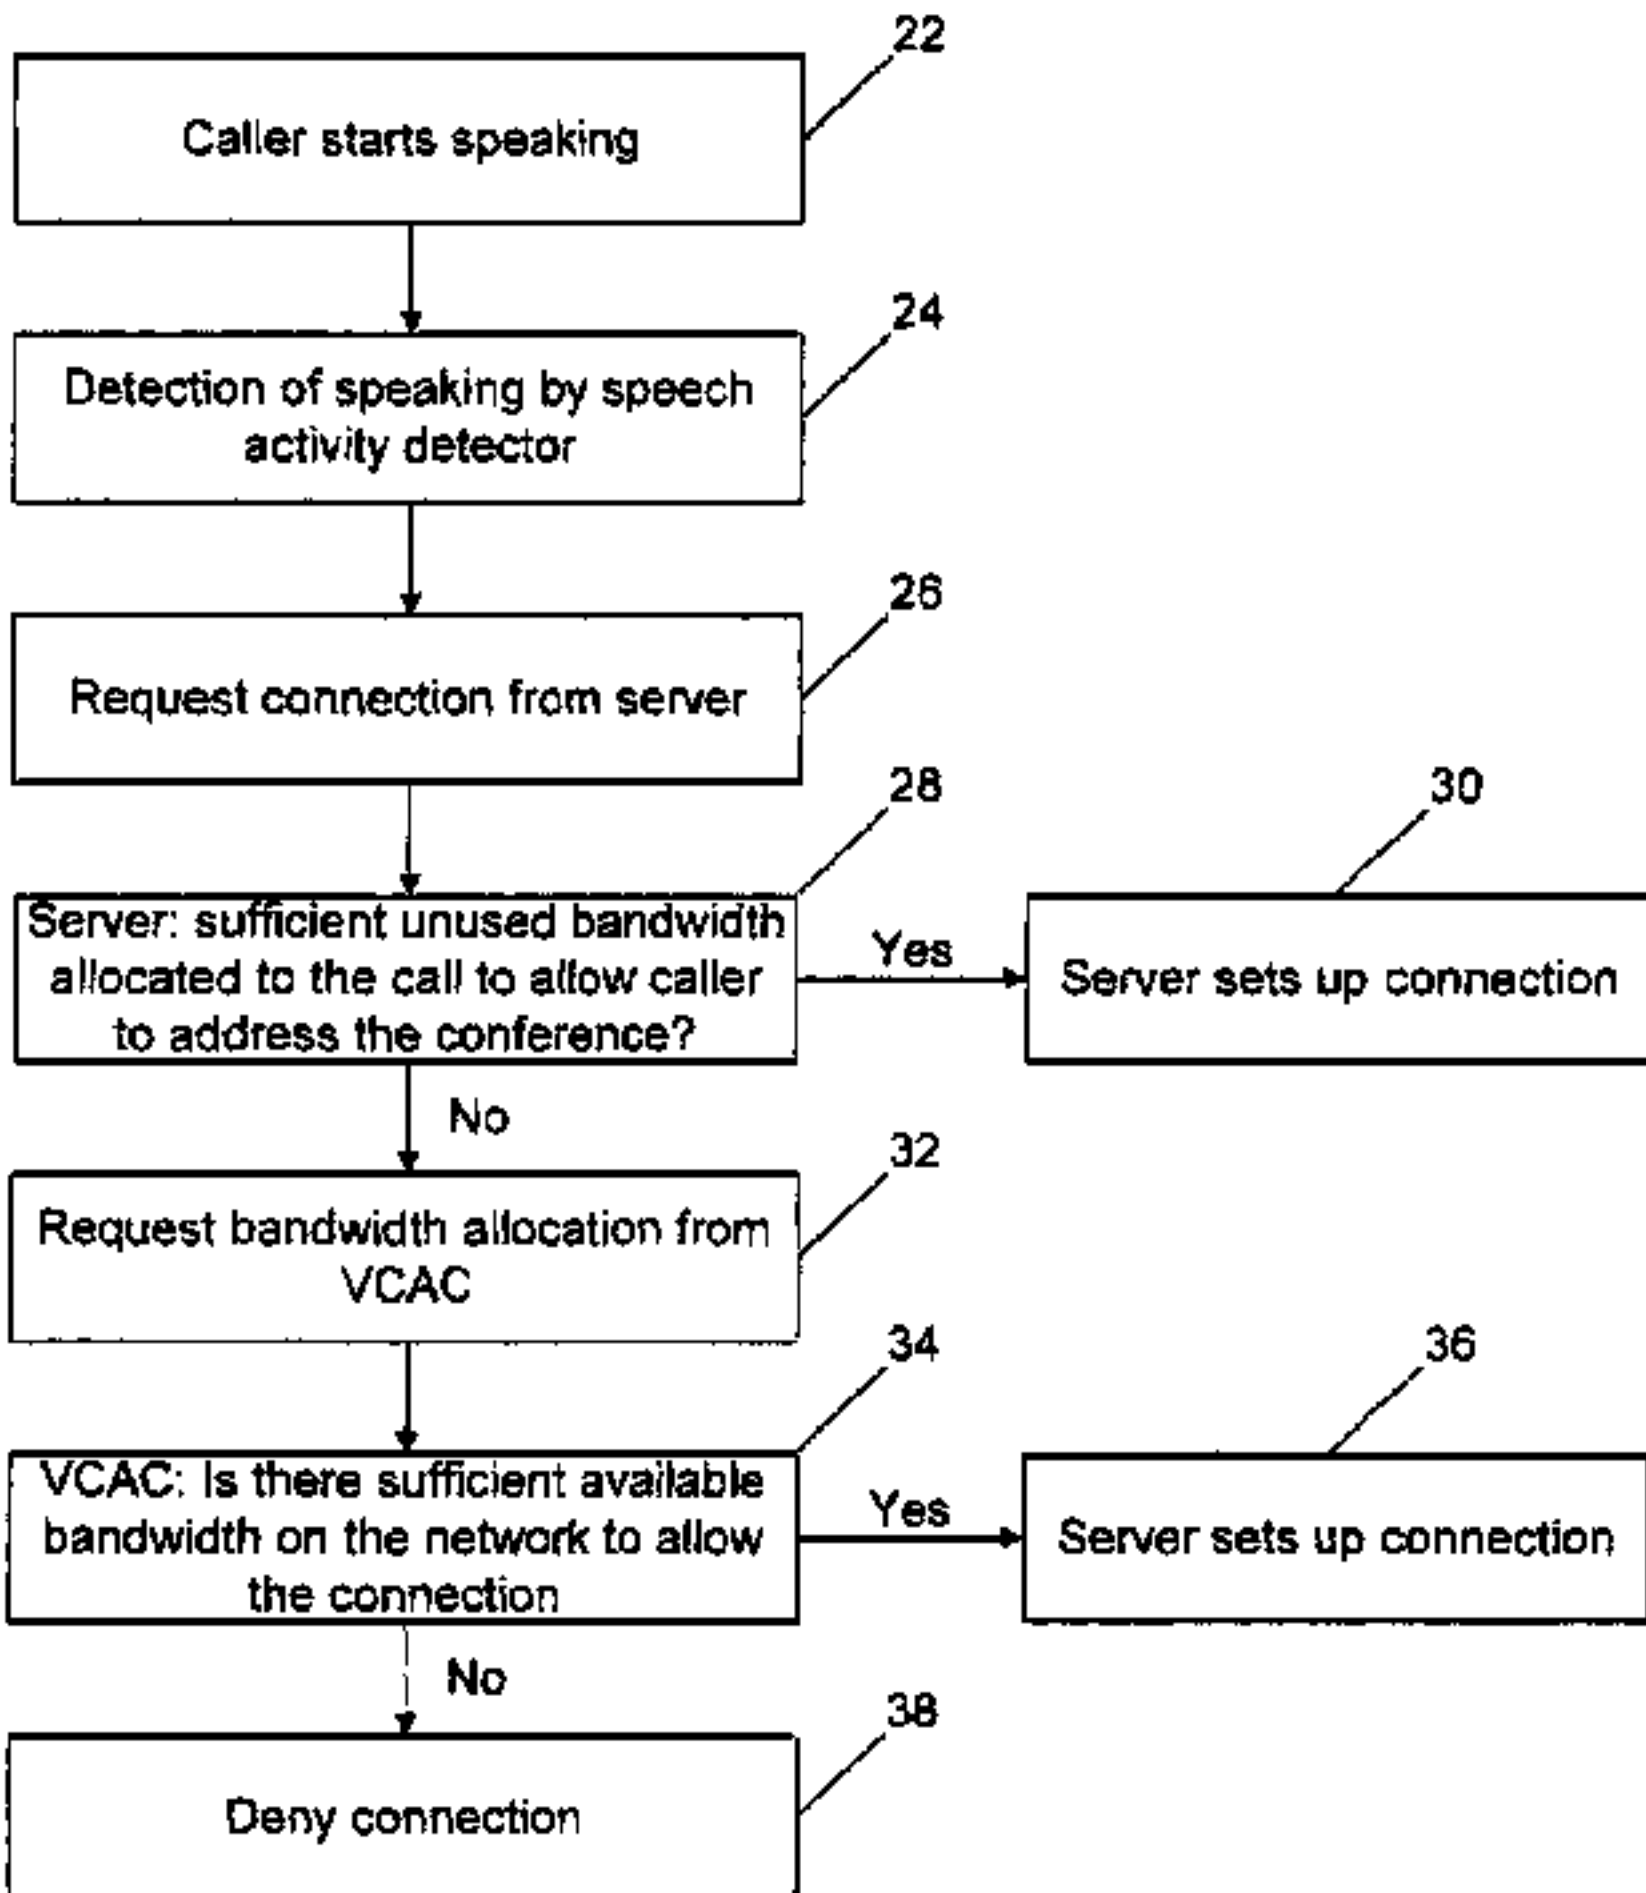 22
Caller starts speaking
24
Detection of speaking by speech
activity detector
26
Request connection from server
28
30
Server: sufficient unused bandwidth
allocated to the call to allow caller
to address the conference?
Yes
Server sets up connection
No
32
Request bandwidth allocation from
VCAC
34
36
VCAC: Is there sufficient available
bandwidth on the network to allow
the connection
Yes
Server sets up connection
No
38
Deny connection